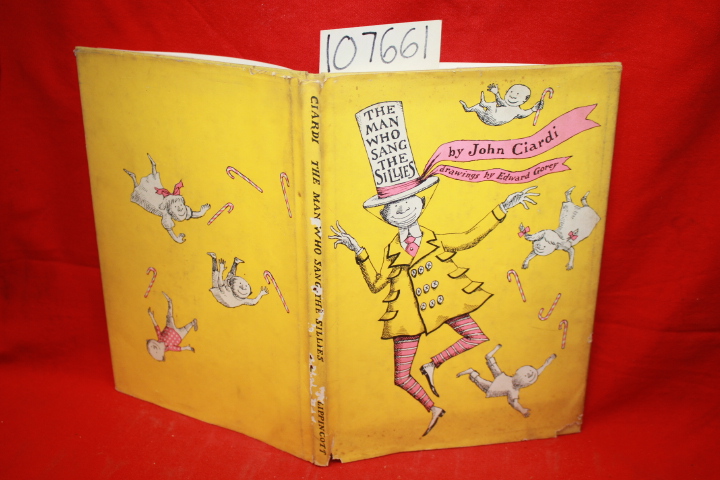 107661
THE
MAN
WHO
SANG
THE
SILLIES
by John Ciardi
drawings by Edward Gorey
CIARDI THE MAN WHO SANG THE SILLIES LIPPINCOTT